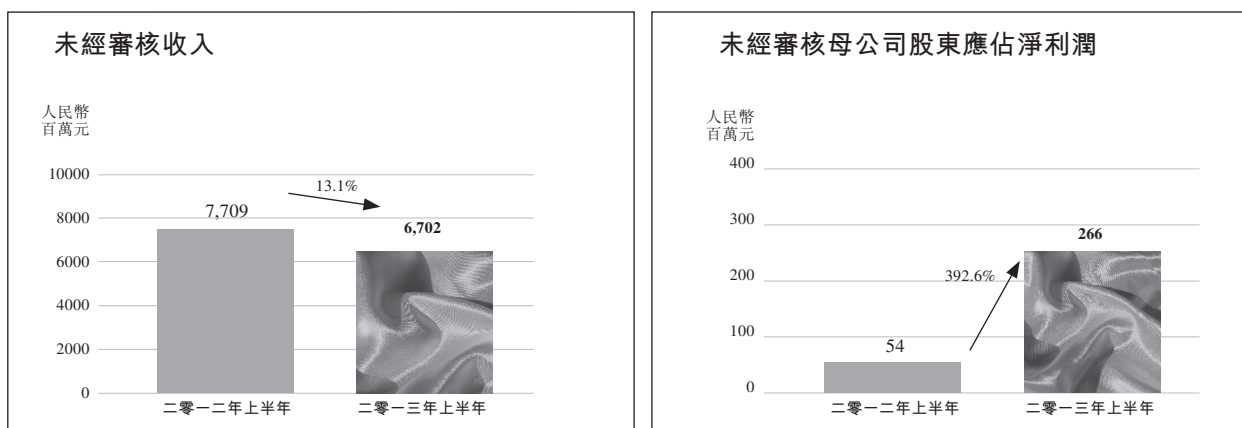 未經審核收入
人民幣
百萬元
10000
8000
6000
4000
2000
0
13.1%
7,709
6,702
二零一二年上半年
二零一三年上半年
未經審核母公司股東應佔淨利潤
人民幣
百萬元
400
300
200
100
0
266
392.6%
54
二零一二年上半年
二零一三年上半年